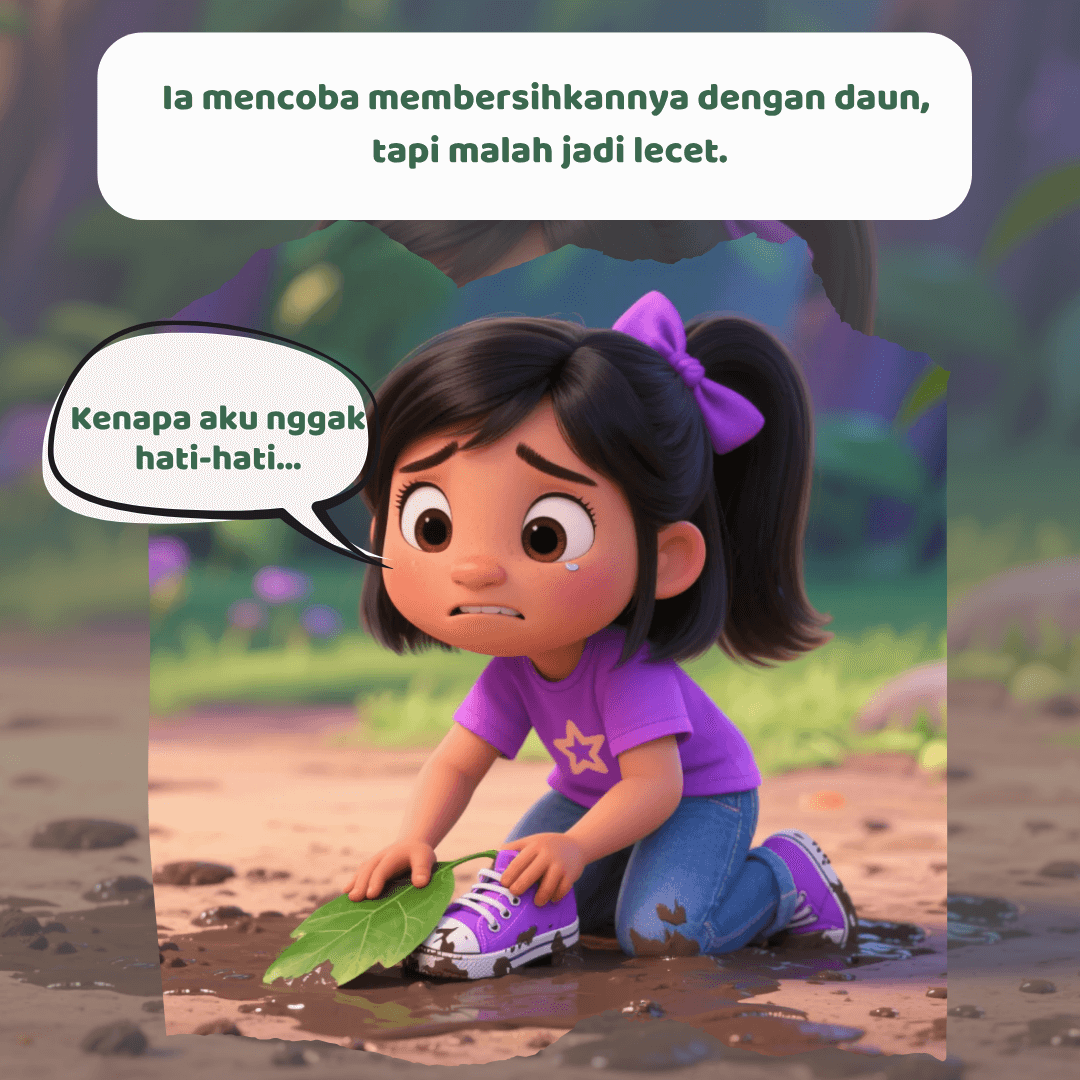 Ia mencoba membersihkannya dengan daun,
tapi malah jadi lecet.
Kenapa aku nggak
hati-hati...